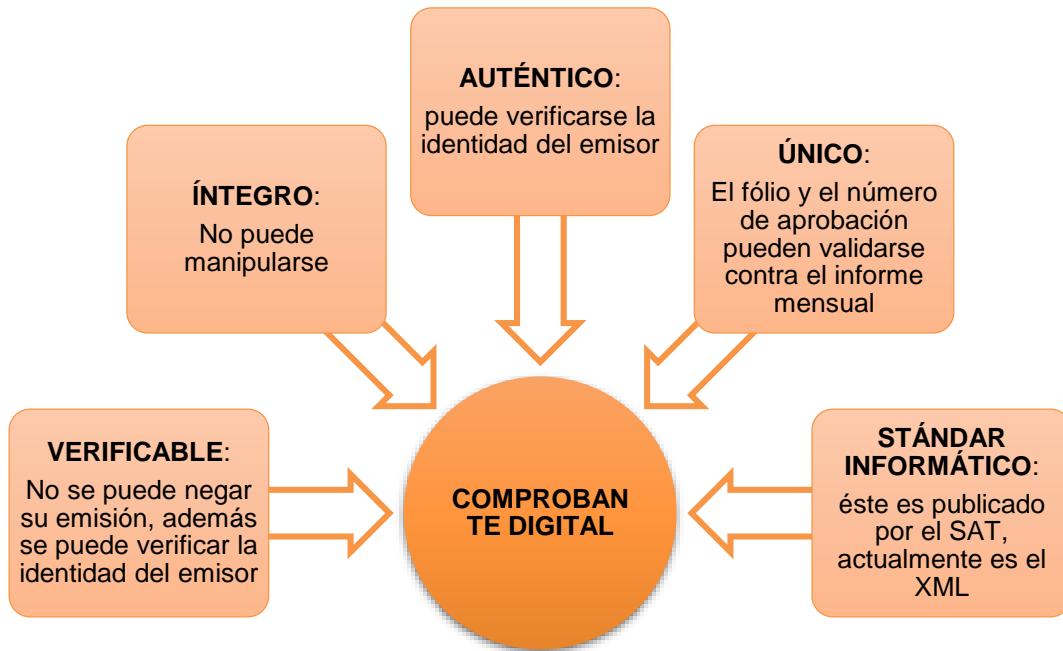 AUTÉNTICO:
puede verificarse la
identidad del emisor
ÍNTEGRO:
No puede
manipularse
ÚNICO:
El fólio y el número
de aprobación
pueden validarse
contra el informe
mensual
VERIFICABLE:
No se puede negar
su emisión, además
se puede verificar la
identidad del emisor
COMPROBAN
TE DIGITAL
STÁNDAR
INFORMÁTICO:
éste es publicado
por el SAT,
actualmente es el
XML